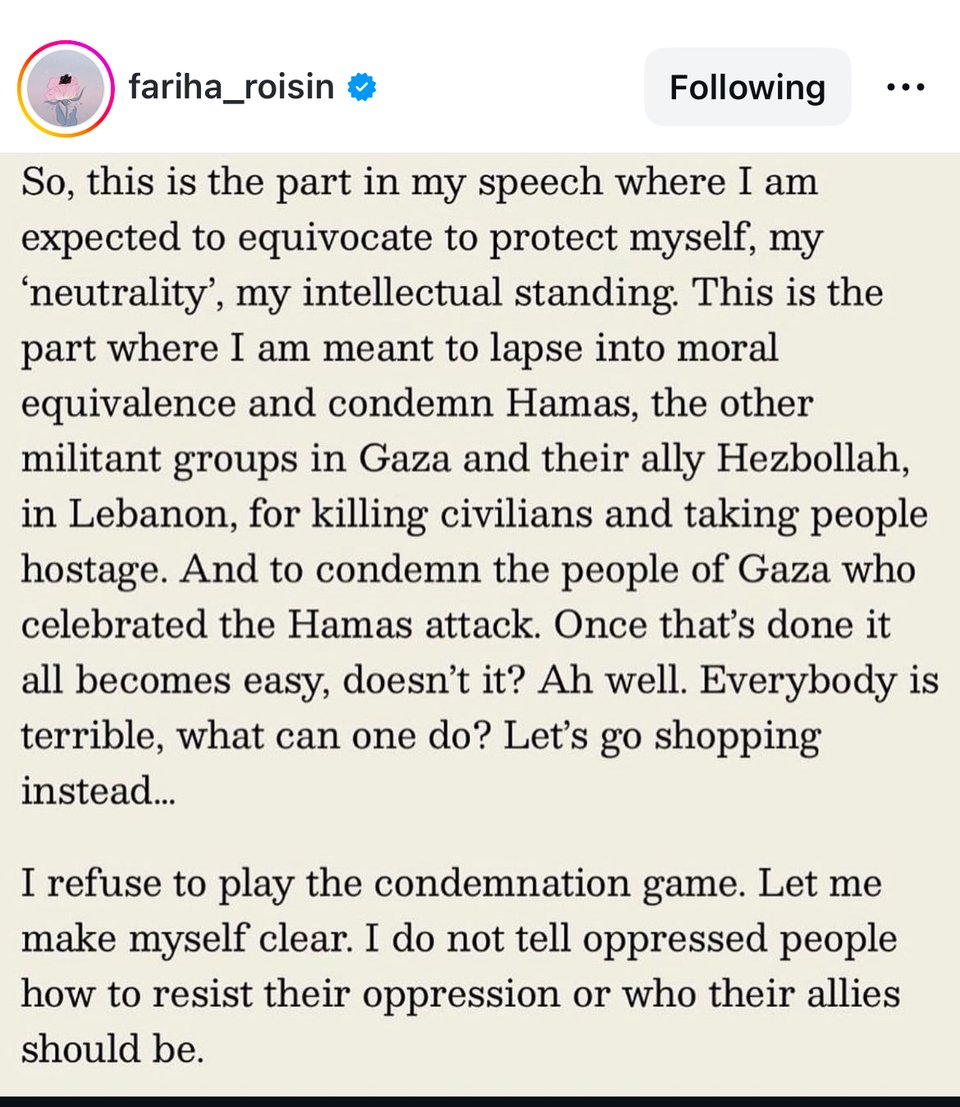 fariha_roisin
Following
So, this is the part in my speech where I am
expected to equivocate to protect myself, my
‘neutrality’, my intellectual standing. This is the
part where I am meant to lapse into moral
equivalence and condemn Hamas, the other
militant groups in Gaza and their ally Hezbollah,
in Lebanon, for killing civilians and taking people
hostage. And to condemn the people of Gaza who
celebrated the Hamas attack. Once that’s done it
all becomes easy, doesn’t it? Ah well. Everybody is
terrible, what can one do? Let’s go shopping
instead...
I refuse to play the condemnation game. Let me
make myself clear. I do not tell oppressed people
how to resist their oppression or who their allies
should be.